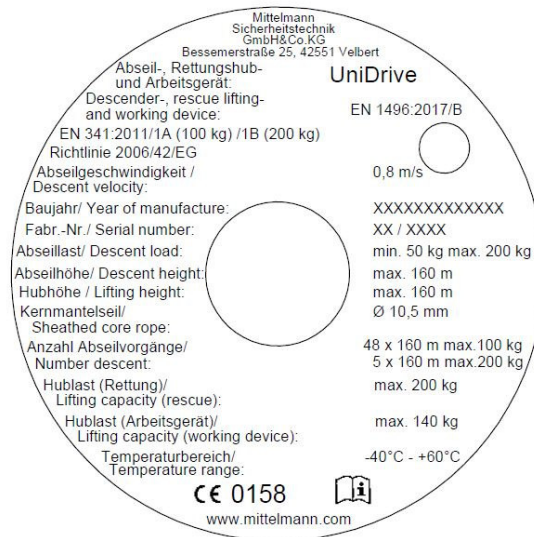 Mittelmann
Sicherheitstechnik
GmbH&Co.KG
Bessemerstraße 25, 42551 Velbert
Abseil-, Rettungshub-
und Arbeitsgerät:
UniDrive
Descender-, rescue lifting-
and working device:
EN 1496:2017/B
EN 341:2011/1A (100 kg) /1B (200 kg)
Richtlinie 2006/42/EG
Abseilgeschwindigkeit /
Descent velocity:
0,8 m/s
Baujahr/ Year of manufacture: XXXXXXXXXXXXX
Fabr.-Nr./ Serial number: XX / XXXX
Abseillast/ Descent load: min. 50 kg max. 200 kg
Abseilhöhe/ Descent height: max. 160 m
Hubhöhe / Lifting height: max. 160 m
Kernmantelseil/
Sheathed core rope:
Ø 10,5 mm
Anzahl Abseilvorgänge/ 48 x 160 m max.100 kg
Number descent: 5 x 160 m max.200 kg
Hublast (Rettung)/ max. 200 kg
Lifting capacity (rescue):
Hublast (Arbeitsgerät)/ max. 140 kg
Lifting capacity (working device):
Temperaturbereich/ -40°C - +60°C
Temperature range:
CE 0158
www.mittelmann.com